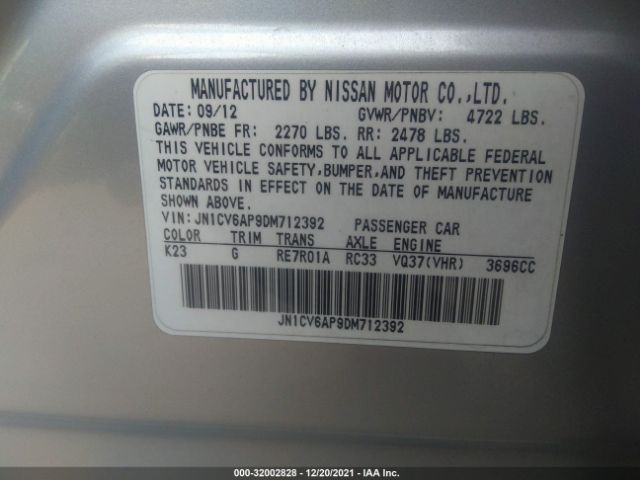 MANUFACTURED BY NISSAN MOTOR CO.,LTD.
DATE: 09/12 GVWR/PNBV: 4722 LBS.
GAWR/PNBE FR: 2270 LBS. RR: 2478 LBS.
THIS VEHICLE CONFORMS TO ALL APPLICABLE FEDERAL
MOTOR VEHICLE SAFETY,BUMPER,AND THEFT PREVENTION
STANDARDS IN EFFECT ON THE DATE OF MANUFACTURE
SHOWN ABOVE.
VIN: JN1CV6AP9DM712392 PASSENGER CAR
COLOR TRIM TRANS AXLE ENGINE
K23 G RE7R01A RC33 VQ37(VHR) 3696CC
JN1CV6AP9DM712392
000-32002828 - 12/20/2021 - IAA Inc.